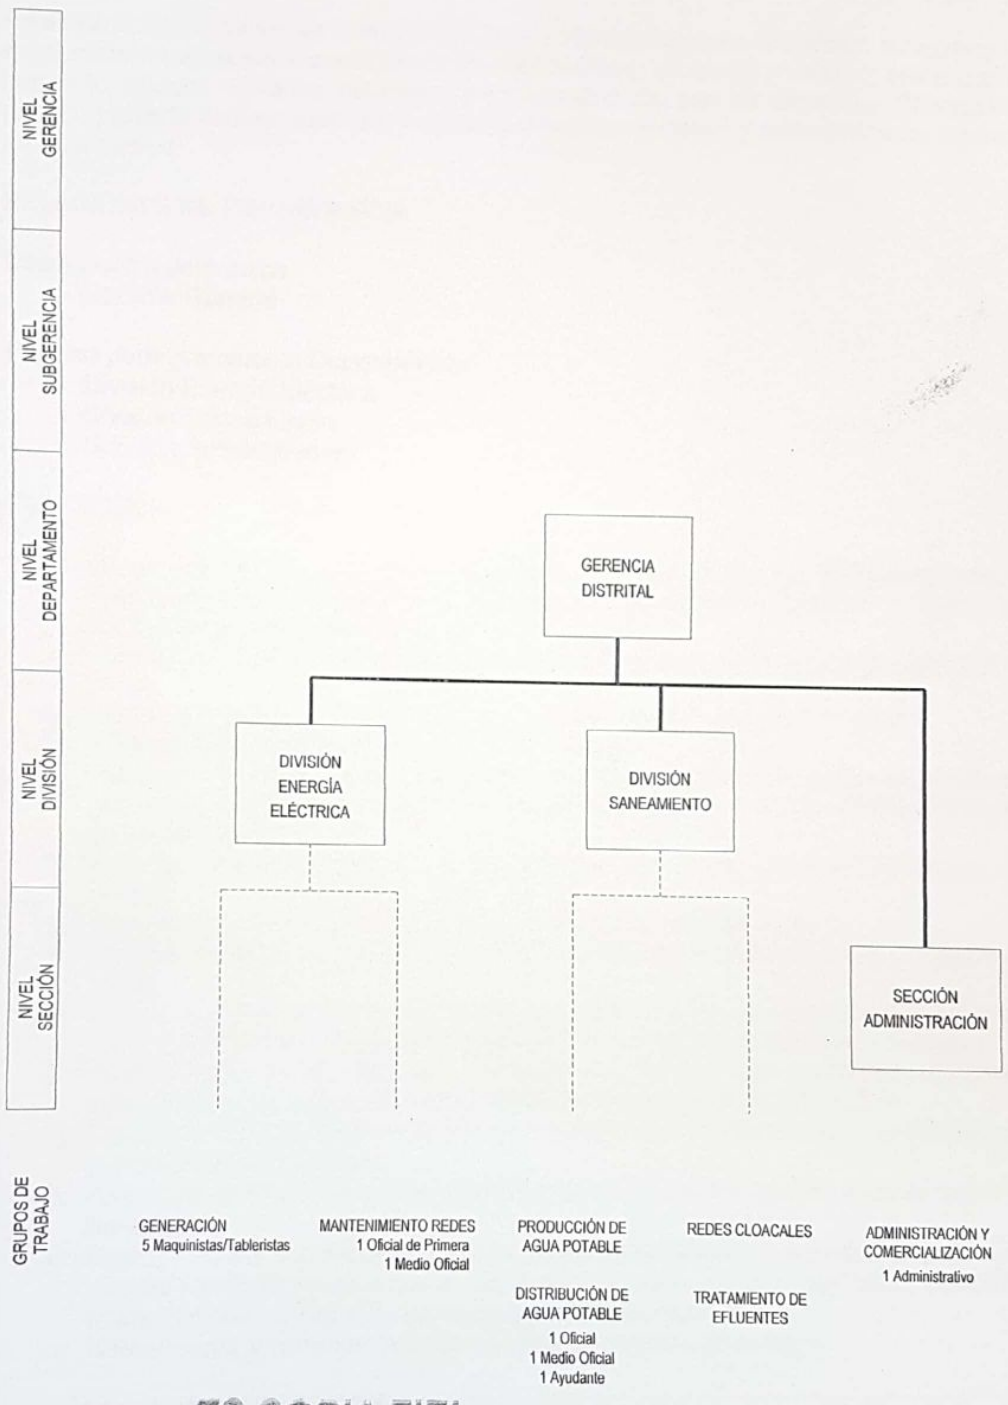 NIVEL
GERENCIA
NIVEL
SUBGERENCIA
NIVEL
DEPARTAMENTO
NIVEL
DIVISIÓN
NIVEL
SECCIÓN
GRUPOS DE
TRABAJO
GERENCIA
DISTRITAL
DIVISIÓN
ENERGÍA
ELÉCTRICA
DIVISIÓN
SANEAMIENTO
SECCIÓN
ADMINISTRACIÓN
GENERACIÓN
5 Maquinistas/Tableristas
MANTENIMIENTO REDES
1 Oficial de Primera
1 Medio Oficial
PRODUCCIÓN DE
AGUA POTABLE
DISTRIBUCIÓN DE
AGUA POTABLE
1 Oficial
1 Medio Oficial
1 Ayudante
REDES CLOACALES
TRATAMIENTO DE
EFLUENTES
ADMINISTRACIÓN Y
COMERCIALIZACIÓN
1 Administrativo